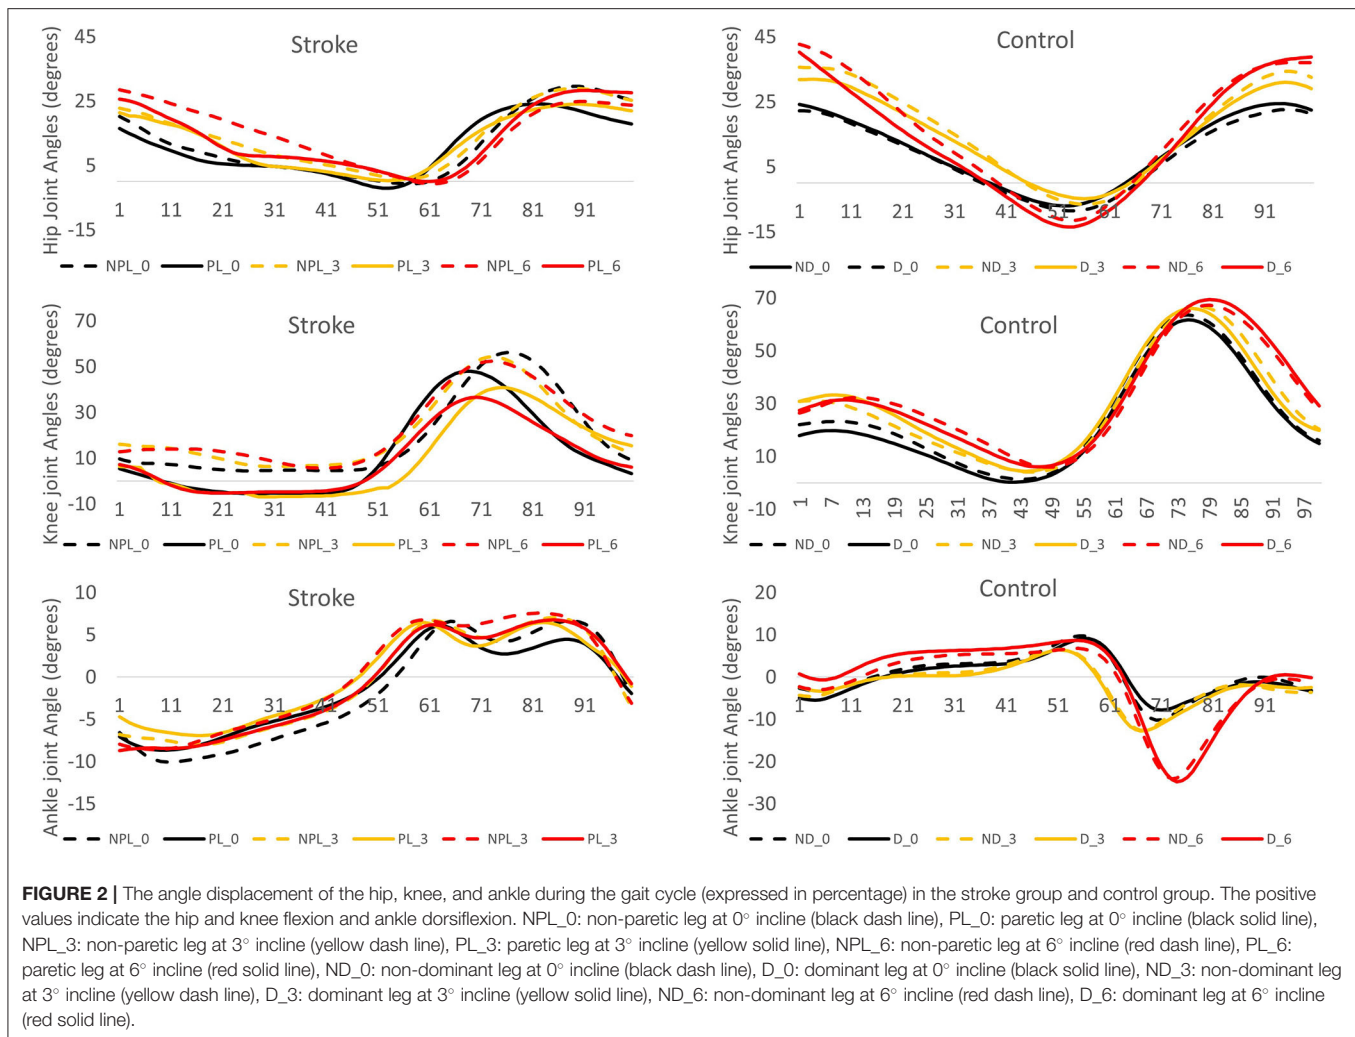 Stroke
Hip Joint Angles (degrees)
45
25
5
-15
1 11 21 31 41 51 61 71 81 91
NPL_0 PL_0 NPL_3 PL_3 NPL_6 PL_6
Control
Hip Joint Angles (degrees)
45
25
5
-15
1 11 21 31 41 51 61 71 81 91
ND_0 D_0 ND_3 D_3 ND_6 D_6
Stroke
Knee joint Angles (degrees)
70
50
30
10
-10
1 11 21 31 41 51 61 71 81 91
NPL_0 PL_0 NPL_3 PL_3 NPL_6 PL_6
Control
Knee joint Angles (degrees)
70
50
30
10
-10
1 7 13 19 25 31 37 43 49 55 61 67 73 79 85 91 97
ND_0 D_0 ND_3 D_3 ND_6 D_6
Stroke
Ankle joint Angle (degrees)
10
5
0
-5
-10
-15
1 11 21 31 41 51 61 71 81 91
NPL_0 PL_0 NPL_3 PL_3 NPL_3 PL_3
Control
Ankle joint Angle (degrees)
20
10
0
-10
-20
-30
1 11 21 31 41 51 61 71 81 91
ND_0 D_0 ND_3 D_3 ND_6 D_6
FIGURE 2 | The angle displacement of the hip, knee, and ankle during the gait cycle (expressed in percentage) in the stroke group and control group. The positive
values indicate the hip and knee flexion and ankle dorsiflexion. NPL_0: non-paretic leg at 0° incline (black dash line), PL_0: paretic leg at 0° incline (black solid line),
NPL_3: non-paretic leg at 3° incline (yellow dash line), PL_3: paretic leg at 3° incline (yellow solid line), NPL_6: non-paretic leg at 6° incline (red dash line), PL_6:
paretic leg at 6° incline (red solid line), ND_0: non-dominant leg at 0° incline (black dash line), D_0: dominant leg at 0° incline (black solid line), ND_3: non-dominant leg
at 3° incline (yellow dash line), D_3: dominant leg at 3° incline (yellow solid line), ND_6: non-dominant leg at 6° incline (red dash line), D_6: dominant leg at 6° incline
(red solid line).